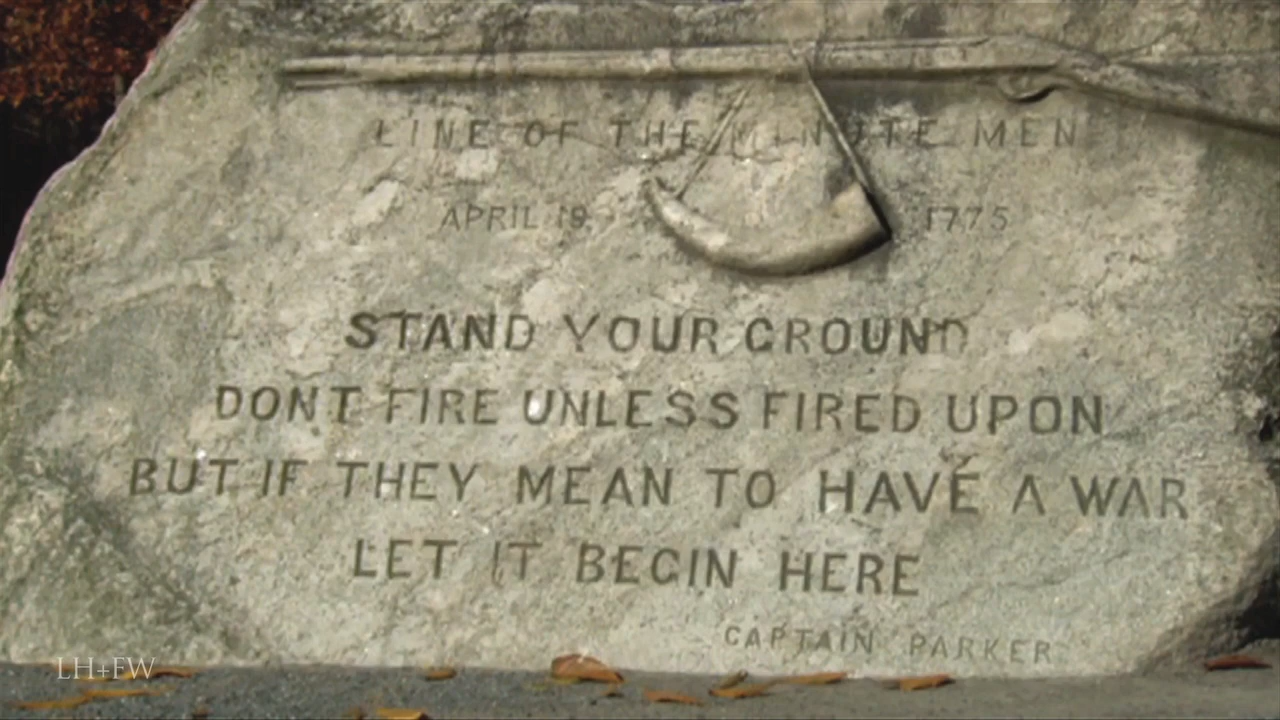 LINE OF THE MINUTE MEN
APRIL 19. 1775
STAND YOUR GROUND
DONT FIRE UNLESS FIRED UPON
BUT IF THEY MEAN TO HAVE A WAR
LET IT BEGIN HERE
CAPTAIN PARKER
LH+FW